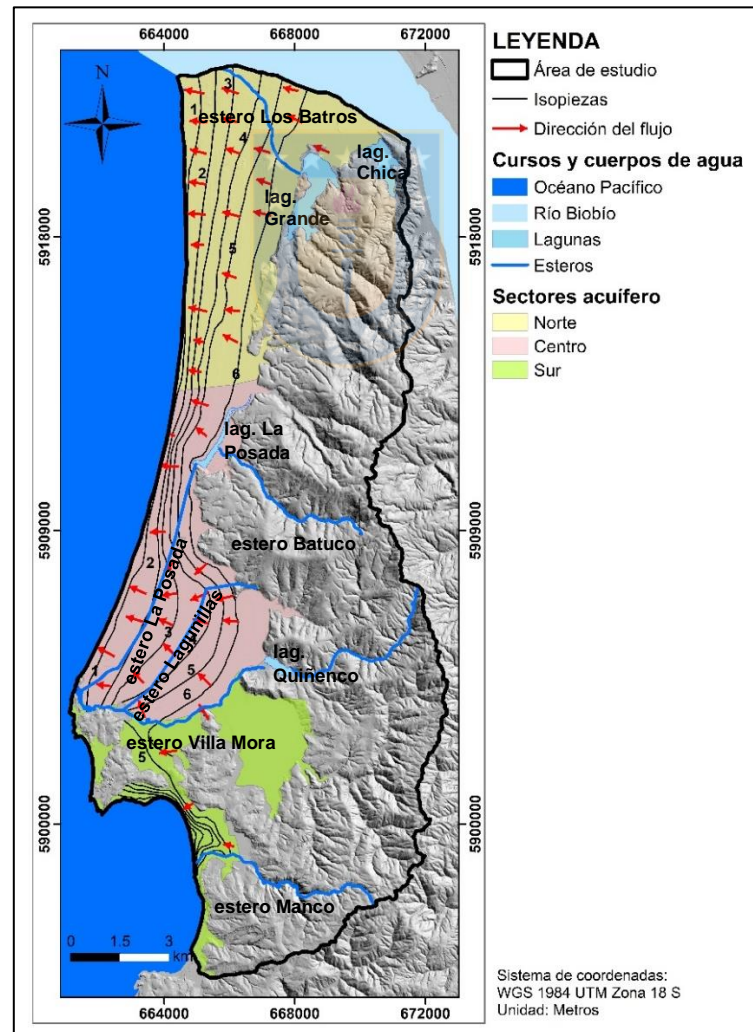 664000 668000 672000
N
3
1
estero Los Batros
4
2
lag.
Chica
lag.
Grande
5
6
lag. La
Posada
estero Batuco
2
estero La Posada
3
estero Lagunillas
lag.
Quiñenco
1
5
6
estero Villa Mora
5
estero Manco
0 1.5 3
km
5918000
5909000
5900000
5918000
5909000
5900000
664000 668000 672000
LEYENDA
Área de estudio
Isopiezas
Dirección del flujo
Cursos y cuerpos de agua
Océano Pacífico
Río Biobío
Lagunas
Esteros
Sectores acuífero
Norte
Centro
Sur
Sistema de coordenadas:
WGS 1984 UTM Zona 18 S
Unidad: Metros